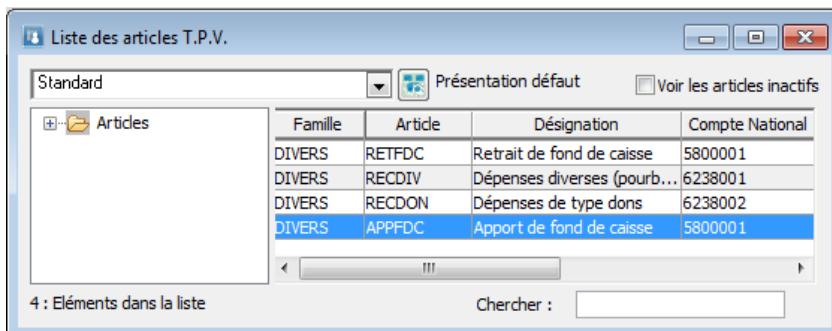 Liste des articles T.P.V.
Standard Présentation défaut Voir les articles inactifs
Articles
Famille Article Désignation Compte National
DIVERS RETFDC Retrait de fond de caisse 5800001
DIVERS RECDIV Dépenses diverses (pourb... 6238001
DIVERS RECDON Dépenses de type dons 6238002
DIVERS APPFDC Apport de fond de caisse 5800001
4 : Eléments dans la liste Chercher :